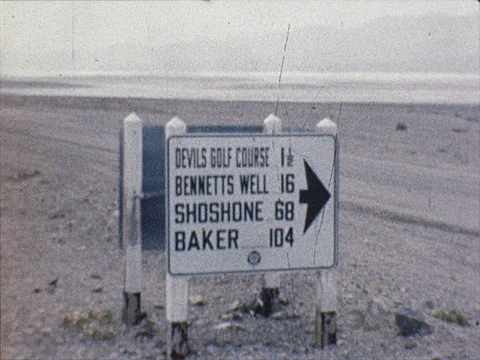 DEVILS GOLF COURSE 1½
BENNETTS WELL 16
SHOSHONE 68
BAKER 104